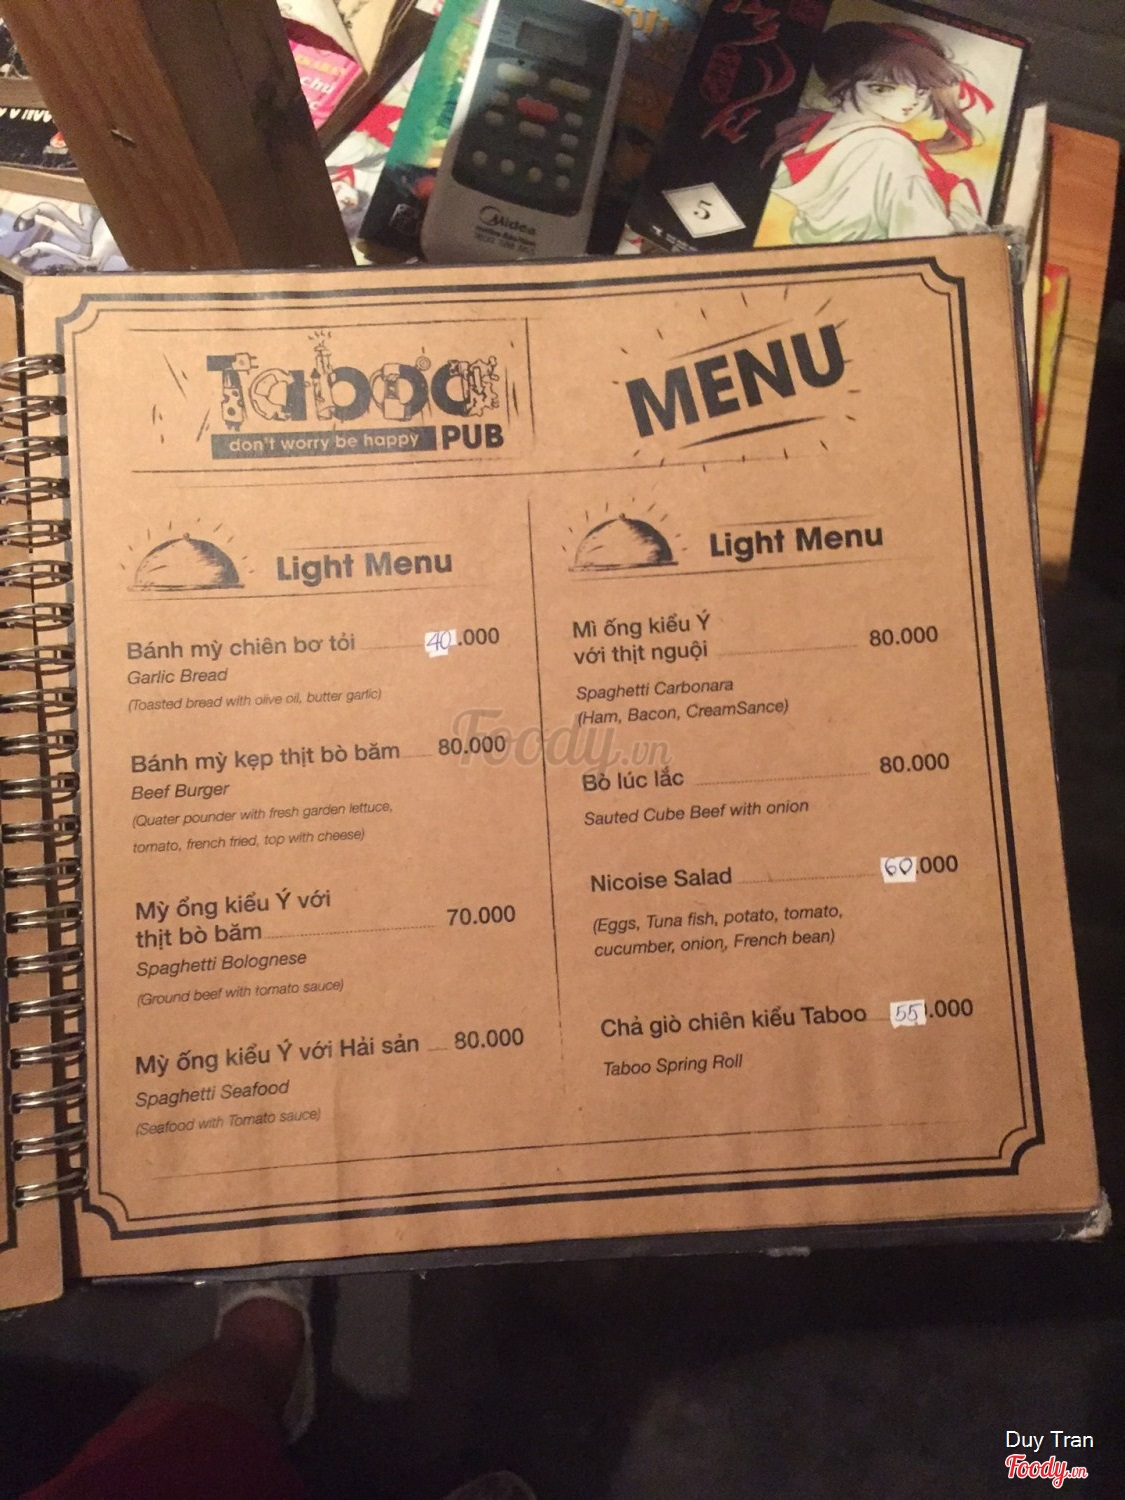 Midea
5
Taboo
don't worry be happy PUB
MENU
Light Menu
Bánh mỳ chiên bơ tỏi 40.000
Garlic Bread
(Toasted bread with olive oil, butter garlic)
Bánh mỳ kẹp thịt bò băm 80.000
Beef Burger
(Quater pounder with fresh garden lettuce,
tomato, french fried, top with cheese)
Mỳ ổng kiểu Ý với
thịt bò băm 70.000
Spaghetti Bolognese
(Ground beef with tomato sauce)
Mỳ ống kiểu Ý với Hải sản 80.000
Spaghetti Seafood
(Seafood with Tomato sauce)
Light Menu
Mì ống kiểu Ý
với thịt nguội 80.000
Spaghetti Carbonara
(Ham, Bacon, CreamSance)
Bò lúc lắc 80.000
Sauted Cube Beef with onion
Nicoise Salad 60.000
(Eggs, Tuna fish, potato, tomato,
cucumber, onion, French bean)
Chả giò chiên kiểu Taboo 55.000
Taboo Spring Roll
Foody.vn
Duy Tran
Foody.vn